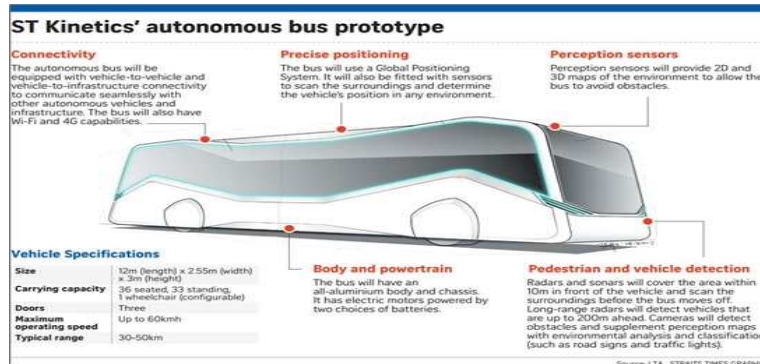 ST Kinetics' autonomous bus prototype
Connectivity
The autonomous bus will be
equipped with vehicle-to-vehicle and
vehicle-to-infrastructure connectivity
to communicate seamlessly with
other autonomous vehicles and
infrastructure. The bus will also have
Wi-Fi and 4G capabilities.
Precise positioning
The bus will use a Global Positioning
System. It will also be fitted with sensors
to scan the surroundings and determine
the vehicle's position in any environment.
Perception sensors
Perception sensors will provide 2D and
3D maps of the environment to allow the
bus to avoid obstacles.
Vehicle Specifications
Size 12m (length) x 2.55m (width)
x 3m (height)
Carrying capacity 36 seated, 33 standing,
1 wheelchair (configurable)
Doors Three
Maximum
operating speed Up to 60kmh
Typical range 30-50km
Body and powertrain
The bus will have an
all-aluminium body and chassis.
It has electric motors powered by
two choices of batteries.
Pedestrian and vehicle detection
Radars and sonars will cover the area within
10m in front of the vehicle and scan the
surroundings before the bus moves off.
Long-range radars will detect vehicles
that are up to 200m ahead. Cameras will detect
obstacles and supplement perception maps
with environmental analysis and classification
(such as road signs and traffic lights).
Source: LTA STRAITS TIMES GRAPHI